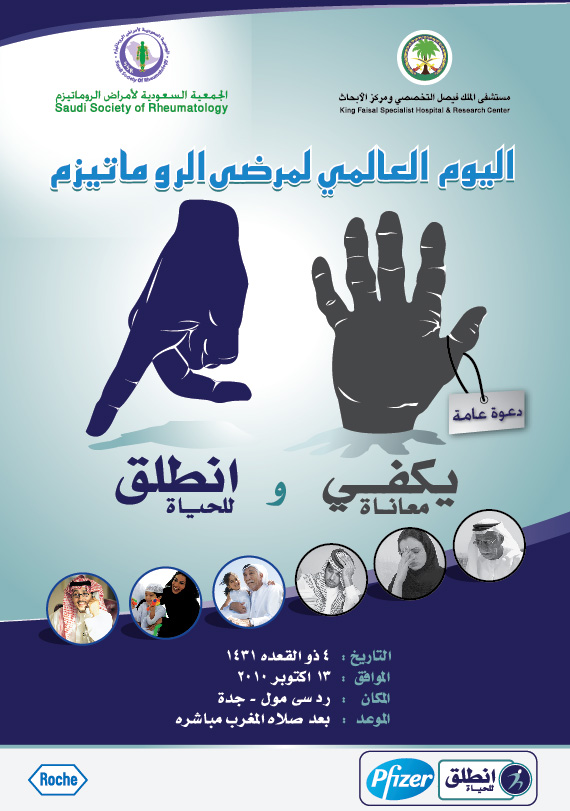 مستشفى الملك فيصل التخصصي ومركز الأبحاث
King Faisal Specialist Hospital & Research Center
الجمعية السعودية لأمراض الروماتيزم
Saudi Society of Rheumatology
اليوم العالمي لمرضى الروماتيزم
دعوة عامة
يكفي
معاناة
و
انطلق
للحياة
التاريخ : ٤ ذو القعده ١٤٣١
الموافق : ١٣ اكتوبر ٢٠١٠
المكان : رد سي مول - جدة
الموعد : بعد صلاه المغرب مباشره
Roche
Pfizer
انطلق
للحياة